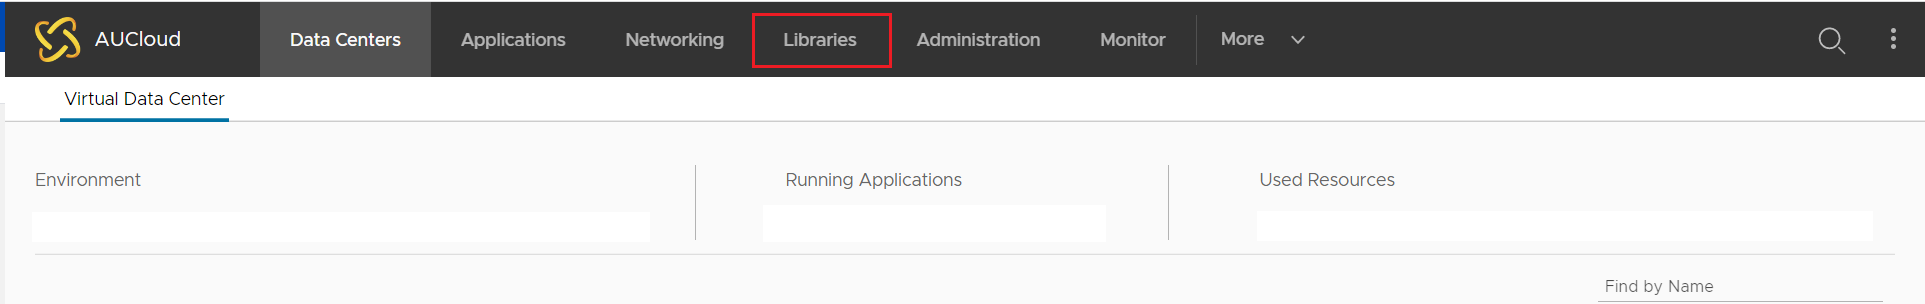 AUCloud Data Centers Applications Networking Libraries Administration Monitor More
Virtual Data Center
Environment Running Applications Used Resources
Find by Name